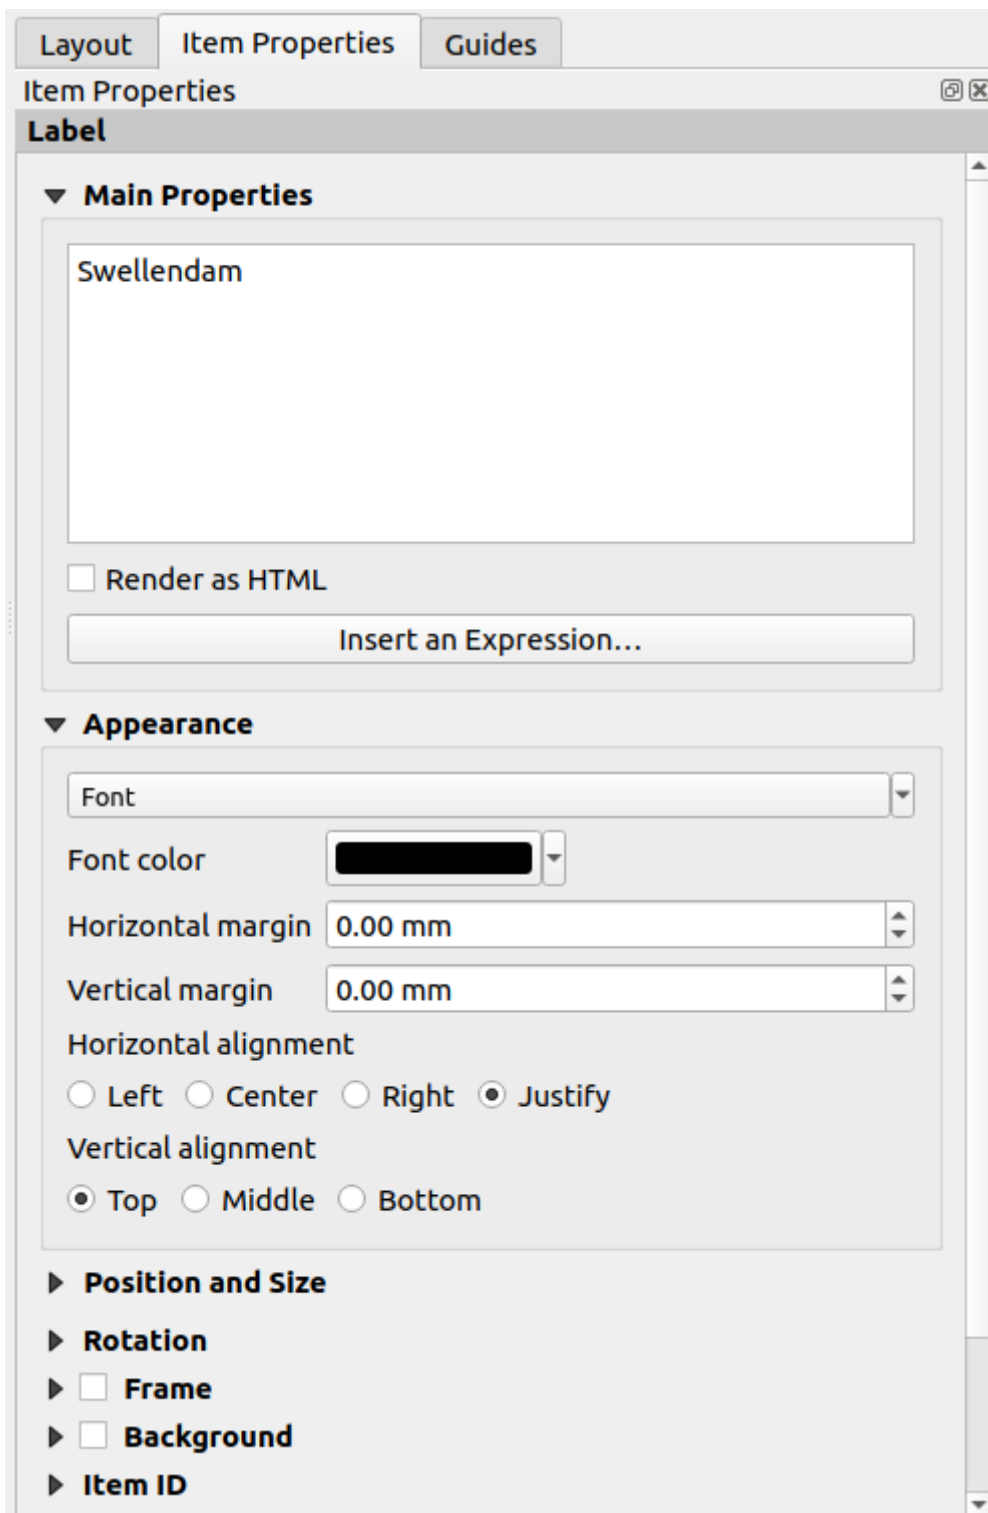 Layout Item Properties Guides
Item Properties
Label
Main Properties
Swellendam
Render as HTML
Insert an Expression...
Appearance
Font
Font color
Horizontal margin 0.00 mm
Vertical margin 0.00 mm
Horizontal alignment
Left Center Right Justify
Vertical alignment
Top Middle Bottom
Position and Size
Rotation
Frame
Background
Item ID